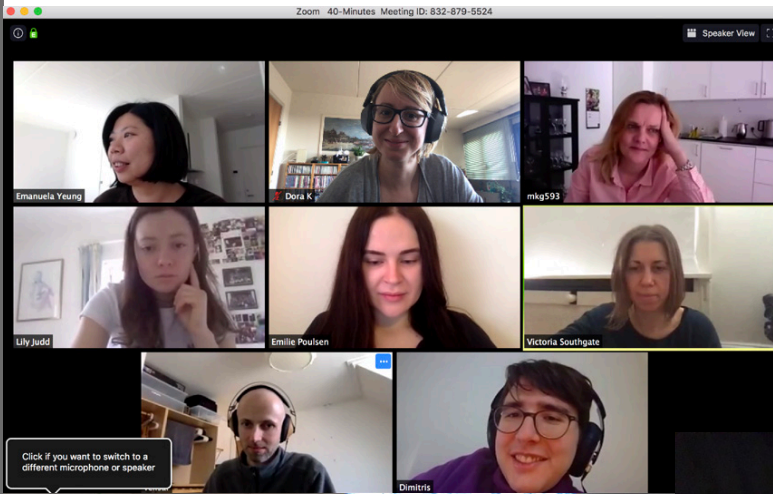 Zoom 40-Minutes Meeting ID: 832-879-5524
Speaker View
Emanuela Yeung
Dora K
mkg593
Lily Judd
Emilie Poulsen
Victoria Southgate
Click if you want to switch to a
different microphone or speaker
Dimitris